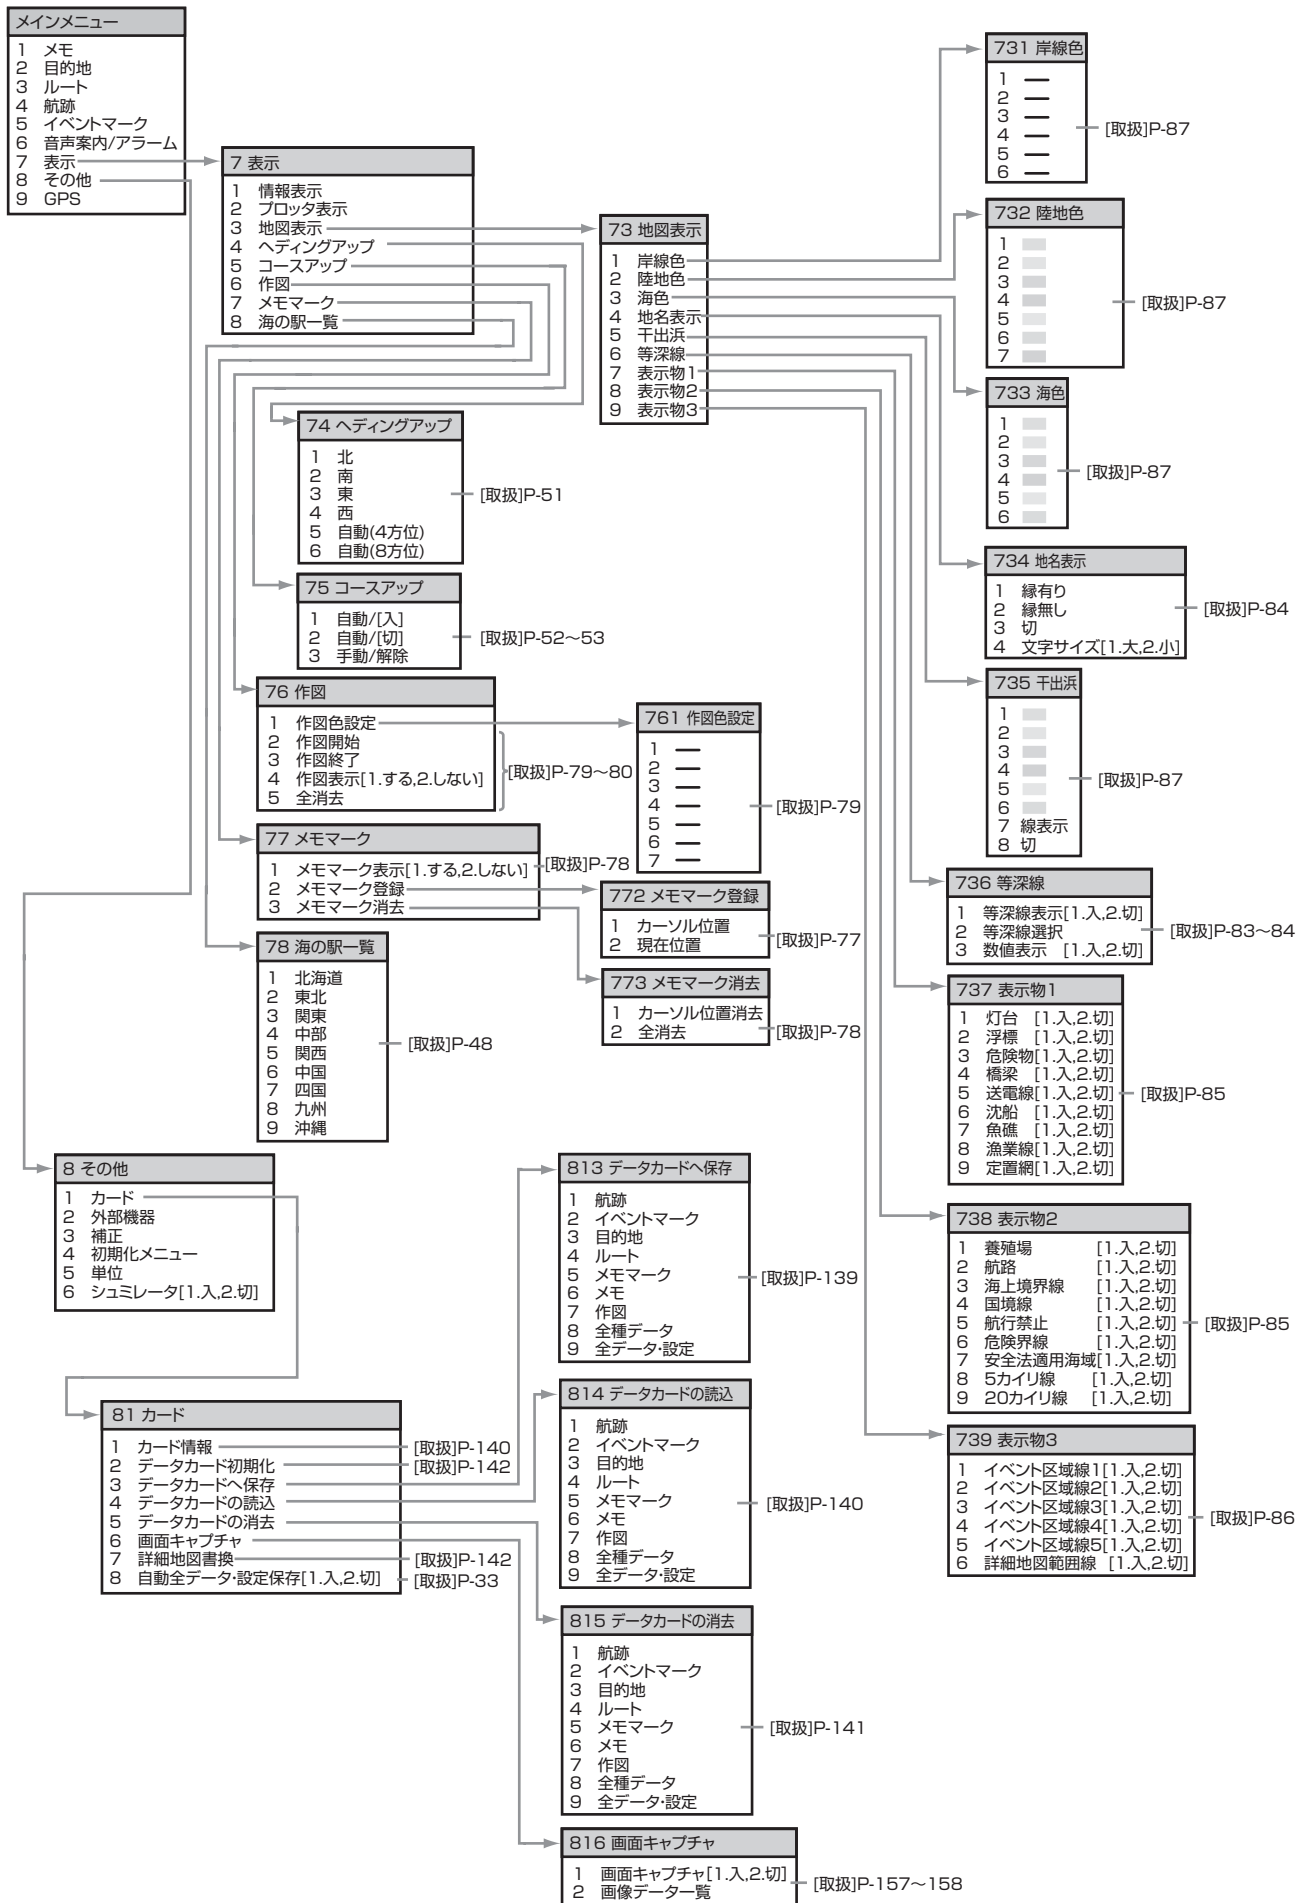 メインメニュー
1 メモ
2 目的地
3 ルート
4 航跡
5 イベントマーク
6 音声案内/アラーム
7 表示
8 その他
9 GPS
7 表示
1 情報表示
2 プロッタ表示
3 地図表示
4 ヘディングアップ
5 コースアップ
6 作図
7 メモマーク
8 海の駅一覧
73 地図表示
1 岸線色
2 陸地色
3 海色
4 地名表示
5 干出浜
6 等深線
7 表示物1
8 表示物2
9 表示物3
731 岸線色
1
2
3
4
5
6
[取扱]P-87
732 陸地色
1
2
3
4
5
6
7
[取扱]P-87
733 海色
1
2
3
4
5
6
[取扱]P-87
734 地名表示
1 縁有り
2 縁無し
3 切
4 文字サイズ[1.大,2.小]
[取扱]P-84
735 干出浜
1
2
3
4
5
6
7 線表示
8 切
[取扱]P-87
736 等深線
1 等深線表示[1.入,2.切]
2 等深線選択
3 数値表示 [1.入,2.切]
[取扱]P-83～84
737 表示物1
1 灯台 [1.入,2.切]
2 浮標 [1.入,2.切]
3 危険物[1.入,2.切]
4 橋梁 [1.入,2.切]
5 送電線[1.入,2.切]
6 沈船 [1.入,2.切]
7 魚礁 [1.入,2.切]
8 漁業線[1.入,2.切]
9 定置網[1.入,2.切]
[取扱]P-85
738 表示物2
1 養殖場 [1.入,2.切]
2 航路 [1.入,2.切]
3 海上境界線 [1.入,2.切]
4 国境線 [1.入,2.切]
5 航行禁止 [1.入,2.切]
6 危険界線 [1.入,2.切]
7 安全法適用海域[1.入,2.切]
8 5カイリ線 [1.入,2.切]
9 20カイリ線 [1.入,2.切]
[取扱]P-85
739 表示物3
1 イベント区域線1[1.入,2.切]
2 イベント区域線2[1.入,2.切]
3 イベント区域線3[1.入,2.切]
4 イベント区域線4[1.入,2.切]
5 イベント区域線5[1.入,2.切]
6 詳細地図範囲線 [1.入,2.切]
[取扱]P-86
74 ヘディングアップ
1 北
2 南
3 東
4 西
5 自動(4方位)
6 自動(8方位)
[取扱]P-51
75 コースアップ
1 自動/[入]
2 自動/[切]
3 手動/解除
[取扱]P-52～53
76 作図
1 作図色設定
2 作図開始
3 作図終了
4 作図表示[1.する,2.しない]
5 全消去
[取扱]P-79～80
761 作図色設定
1
2
3
4
5
6
7
[取扱]P-79
77 メモマーク
1 メモマーク表示[1.する,2.しない]
2 メモマーク登録
3 メモマーク消去
[取扱]P-78
772 メモマーク登録
1 カーソル位置
2 現在位置
[取扱]P-77
773 メモマーク消去
1 カーソル位置消去
2 全消去
[取扱]P-78
78 海の駅一覧
1 北海道
2 東北
3 関東
4 中部
5 関西
6 中国
7 四国
8 九州
9 沖縄
[取扱]P-48
8 その他
1 カード
2 外部機器
3 補正
4 初期化メニュー
5 単位
6 シュミレータ[1.入,2.切]
81 カード
1 カード情報
2 データカード初期化
3 データカードへ保存
4 データカードの読込
5 データカードの消去
6 画面キャプチャ
7 詳細地図書換
8 自動全データ・設定保存[1.入,2.切]
[取扱]P-140
[取扱]P-142
[取扱]P-142
[取扱]P-33
813 データカードへ保存
1 航跡
2 イベントマーク
3 目的地
4 ルート
5 メモマーク
6 メモ
7 作図
8 全種データ
9 全データ・設定
[取扱]P-139
814 データカードの読込
1 航跡
2 イベントマーク
3 目的地
4 ルート
5 メモマーク
6 メモ
7 作図
8 全種データ
9 全データ・設定
[取扱]P-140
815 データカードの消去
1 航跡
2 イベントマーク
3 目的地
4 ルート
5 メモマーク
6 メモ
7 作図
8 全種データ
9 全データ・設定
[取扱]P-141
816 画面キャプチャ
1 画面キャプチャ[1.入,2.切]
2 画像データ一覧
[取扱]P-157～158